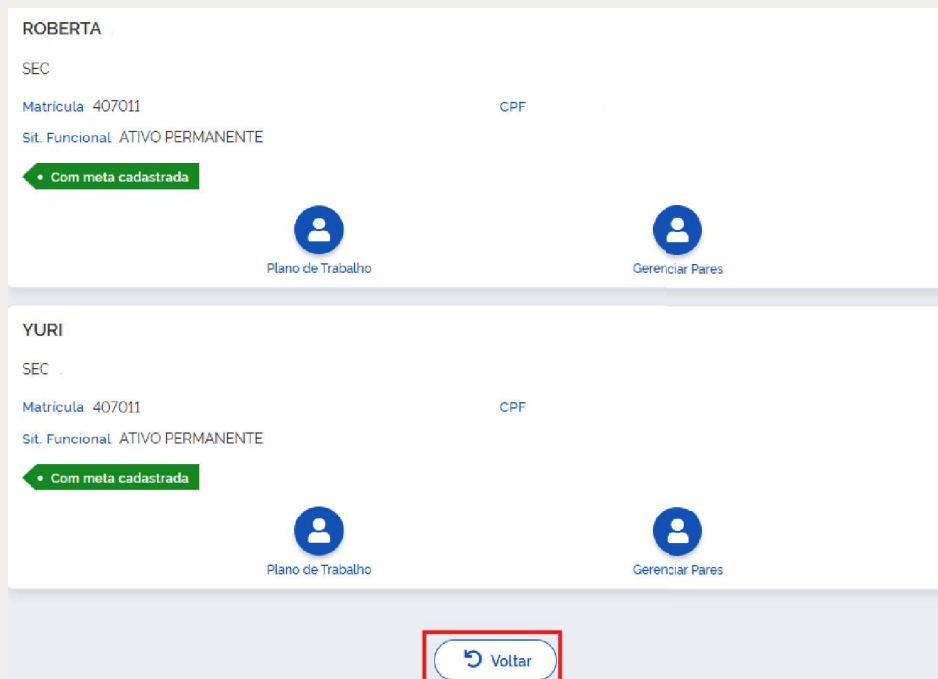 ROBERTA
SEC
Matrícula 407011 CPF
Sit. Funcional ATIVO PERMANENTE
• Com meta cadastrada
Plano de Trabalho Gerenciar Pares
YURI
SEC
Matrícula 407011 CPF
Sit. Funcional ATIVO PERMANENTE
• Com meta cadastrada
Plano de Trabalho Gerenciar Pares
Voltar